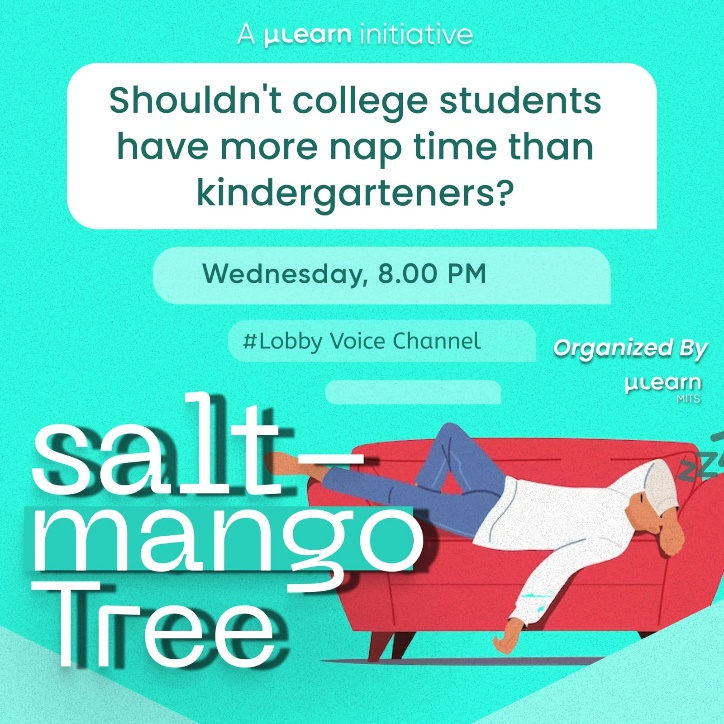 A µLearn initiative
Shouldn't college students
have more nap time than
kindergarteners?
Wednesday, 8.00 PM
#Lobby Voice Channel
Organized By
µLearn
MITS
salt-
mango
Tree
zZZ